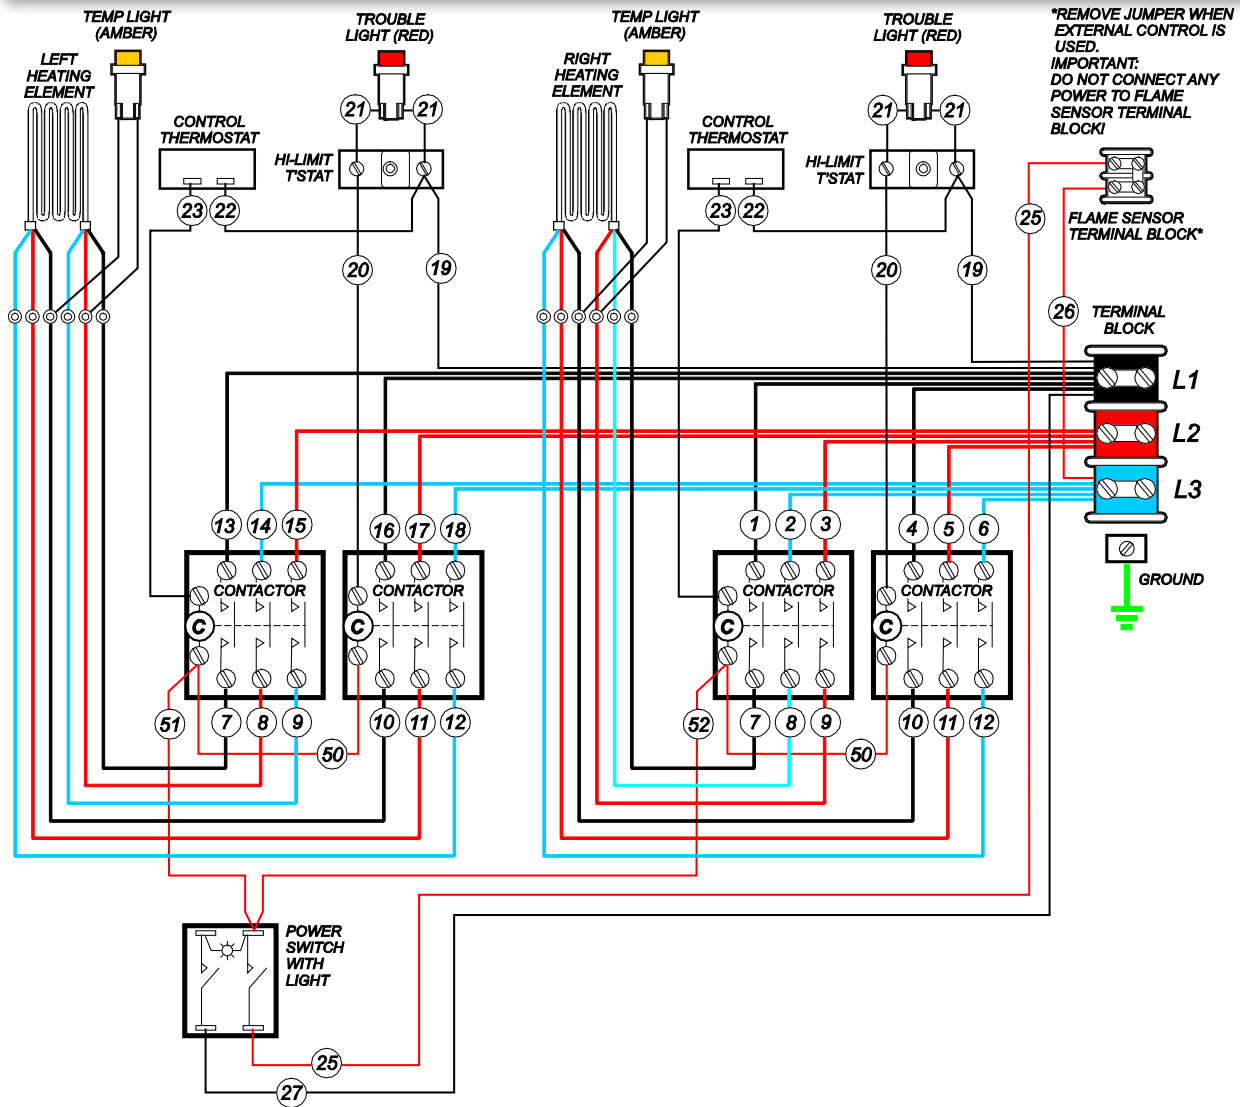 TEMP LIGHT
(AMBER)
TROUBLE
LIGHT (RED)
TEMP LIGHT
(AMBER)
TROUBLE
LIGHT (RED)
*REMOVE JUMPER WHEN
EXTERNAL CONTROL IS
USED.
IMPORTANT:
DO NOT CONNECT ANY
POWER TO FLAME
SENSOR TERMINAL
BLOCK!
LEFT
HEATING
ELEMENT
RIGHT
HEATING
ELEMENT
21 21 21 21
CONTROL
THERMOSTAT
HI-LIMIT
T'STAT
CONTROL
THERMOSTAT
HI-LIMIT
T'STAT
23 22 23 22 25
FLAME SENSOR
TERMINAL BLOCK*
20 19 20 19
26
TERMINAL
BLOCK
L1
L2
L3
13 14 15 16 17 18 1 2 3 4 5 6
GROUND
CONTACTOR
CONTACTOR
CONTACTOR
CONTACTOR
C C C C
51 7 8 9 10 11 12 52 7 8 9 10 11 12
50 50
POWER
SWITCH
WITH
LIGHT
25
27